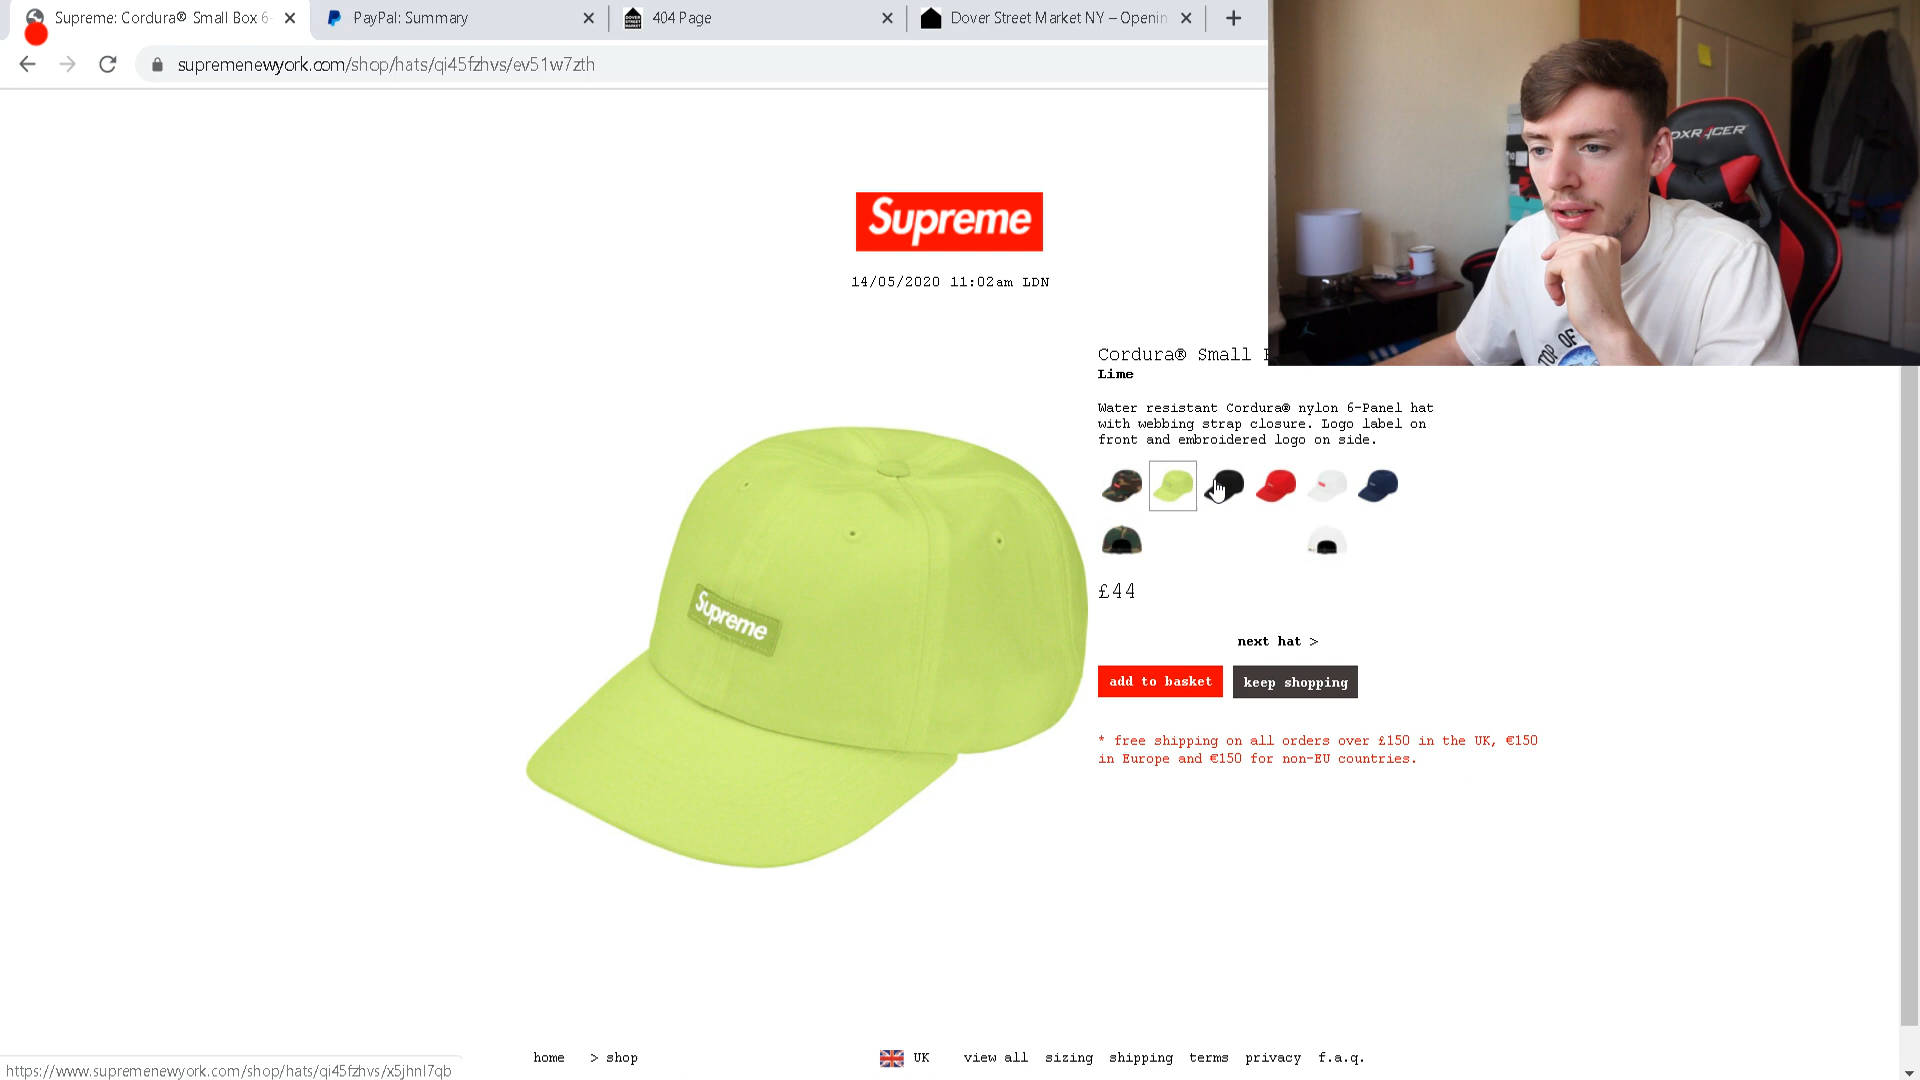 Supreme: Cordura® Small Box 6-
PayPal: Summary
404 Page
Dover Street Market NY – Openin
supremenewyork.com/shop/hats/qi45fzhvs/ev51w7zth
DXRACER
Supreme
14/05/2020 11:02am LDN
TOP OF
Cordura® Small
Lime
Water resistant Cordura® nylon 6-Panel hat
with webbing strap closure. Logo label on
front and embroidered logo on side.
Supreme
£44
next hat >
add to basket
keep shopping
* free shipping on all orders over £150 in the UK, €150
in Europe and €150 for non-EU countries.
home > shop UK view all sizing shipping terms privacy f.a.q.
https://www.supremenewyork.com/shop/hats/qi45fzhvs/x5jhnl7qb